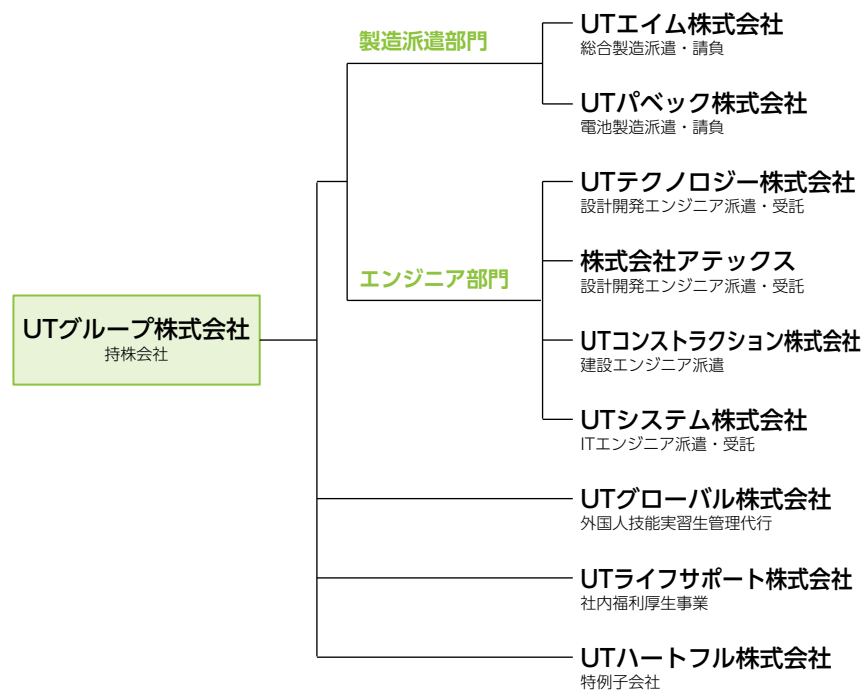 製造派遣部門
UTエイム株式会社
総合製造派遣・請負
UTパベック株式会社
電池製造派遣・請負
エンジニア部門
UTテクノロジー株式会社
設計開発エンジニア派遣・受託
株式会社アテックス
設計開発エンジニア派遣・受託
UTコンストラクション株式会社
建設エンジニア派遣
UTシステム株式会社
ITエンジニア派遣・受託
UTグループ株式会社
持株会社
UTグローバル株式会社
外国人技能実習生管理代行
UTライフサポート株式会社
社内福利厚生事業
UTハートフル株式会社
特例子会社